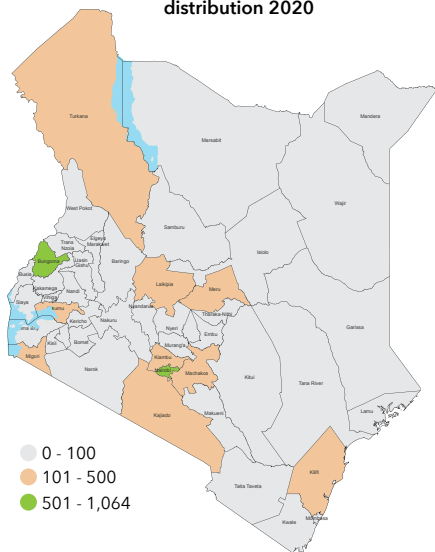 distribution 2020
Mandera
Turkana
Marsabit
Wajir
West Pokot
Samburu
Trans
Nzoia
Elgeyo
Marakwet
Isiolo
Bungoma
Uasin
Gishu
Baringo
Busia
Kakamega
Nandi
Laikipia
Meru
Siaya
Vihiga
Kisumu
Nyandarua
Tharaka-Nithi
Garissa
Kericho
Nakuru
Nyeri
Embu
Kisii
Bomet
Murang'a
Migori
Kiambu
Narok
Nairobi
Machakos
Kitui
Tana River
Lamu
Kajiado
Makueni
Kilifi
Taita Taveta
Mombasa
Kwale
0 - 100
101 - 500
501 - 1,064